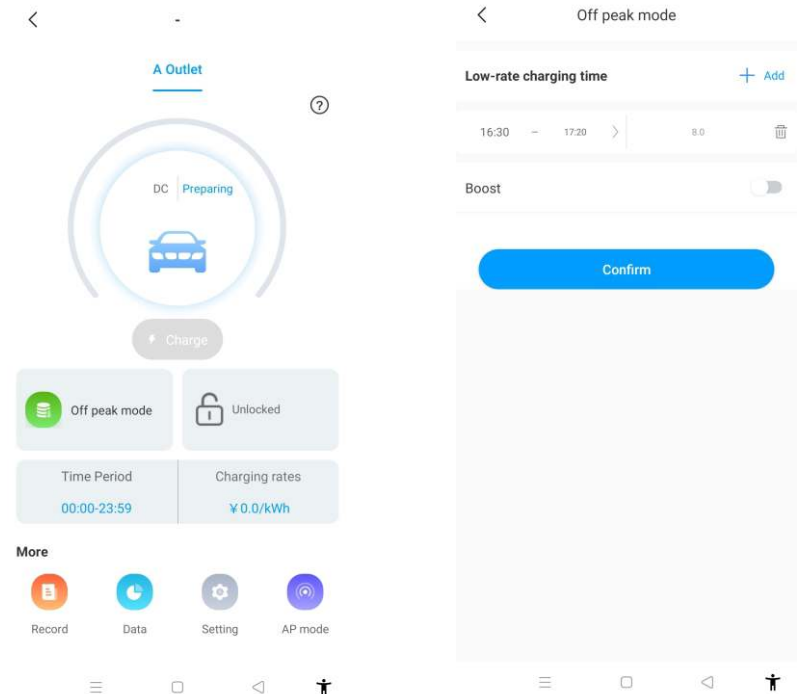 -
A Outlet
?
DC Preparing
Charge
Off peak mode
Unlocked
Time Period
Charging rates
00:00-23:59
¥0.0/kWh
More
Record
Data
Setting
AP mode
Off peak mode
Low-rate charging time
+ Add
16:30 – 17:20
8.0
Boost
Confirm